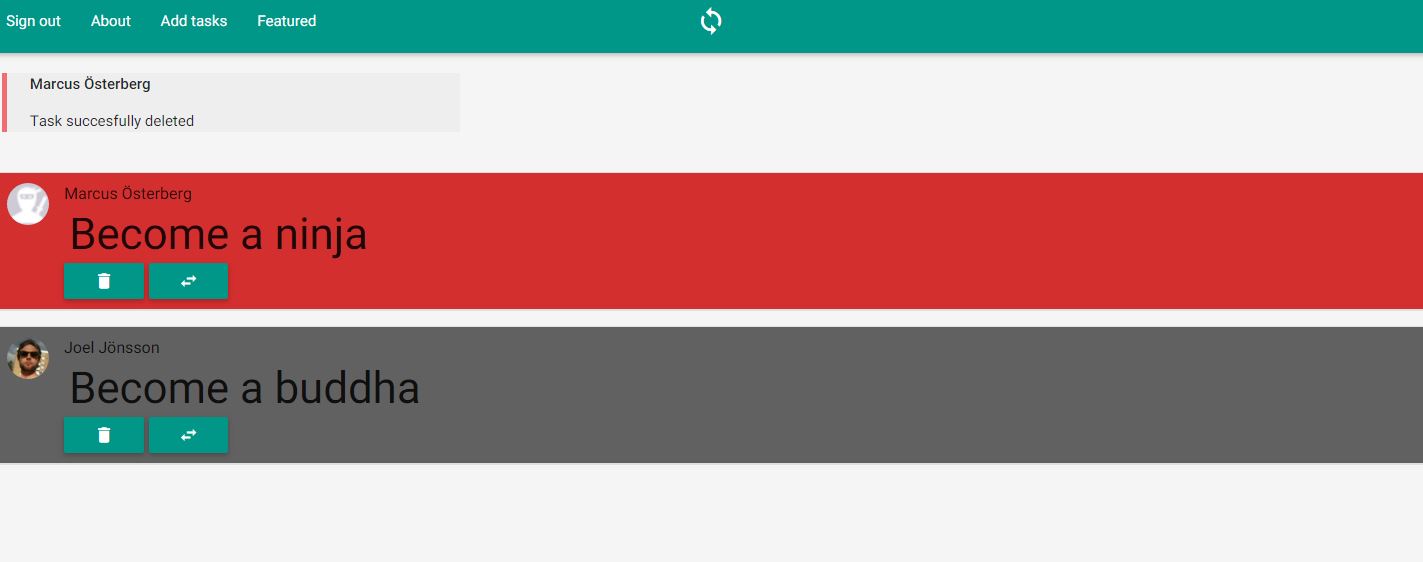 Sign out About Add tasks Featured
Marcus Österberg
Task succesfully deleted
Marcus Österberg
Become a ninja
Joel Jönsson
Become a buddha